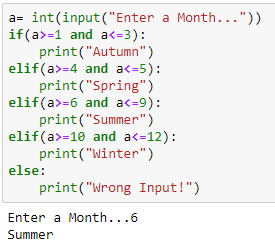 a= int(input("Enter a Month..."))
if(a>=1 and a<=3):
    print("Autumn")
elif(a>=4 and a<=5):
    print("Spring")
elif(a>=6 and a<=9):
    print("Summer")
elif(a>=10 and a<=12):
    print("Winter")
else:
    print("Wrong Input!")
Enter a Month...6
Summer